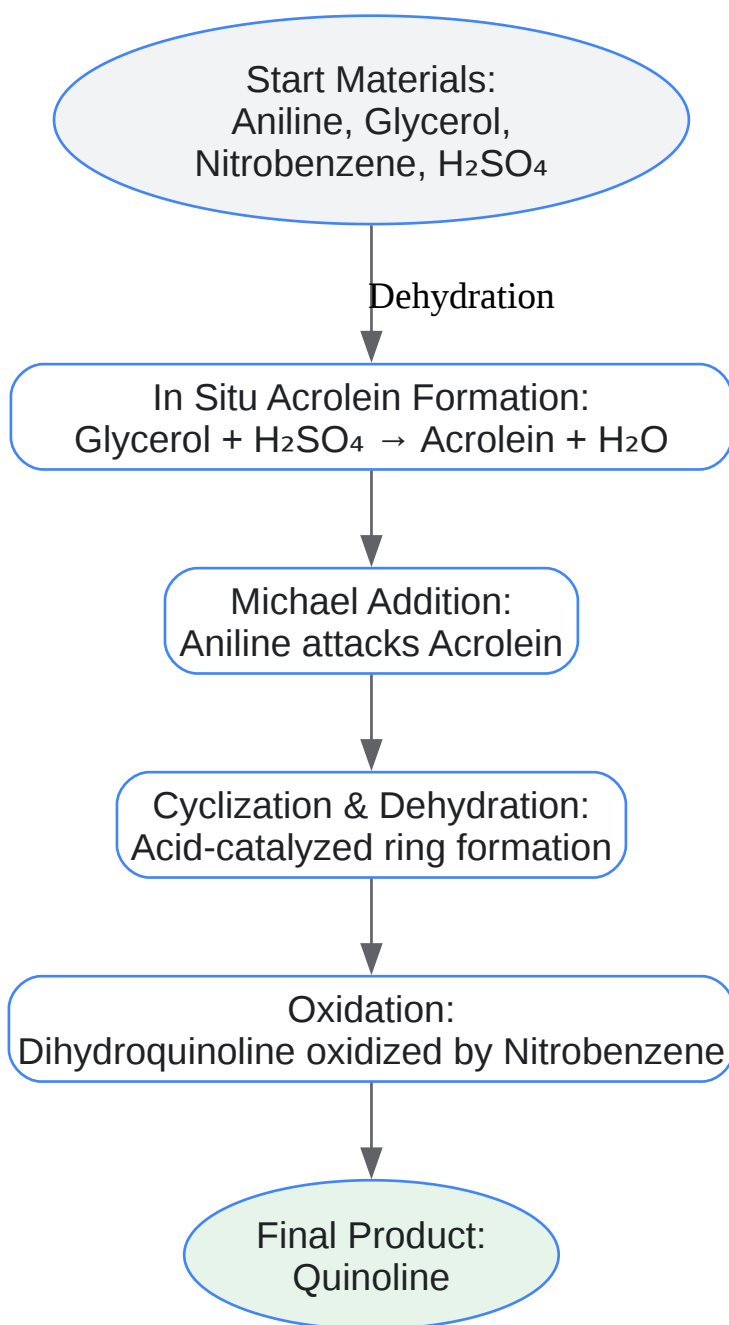 Start Materials:
Aniline, Glycerol,
Nitrobenzene, H₂SO₄
Dehydration
In Situ Acrolein Formation:
Glycerol + H₂SO₄ → Acrolein + H₂O
Michael Addition:
Aniline attacks Acrolein
Cyclization & Dehydration:
Acid-catalyzed ring formation
Oxidation:
Dihydroquinoline oxidized by Nitrobenzene
Final Product:
Quinoline